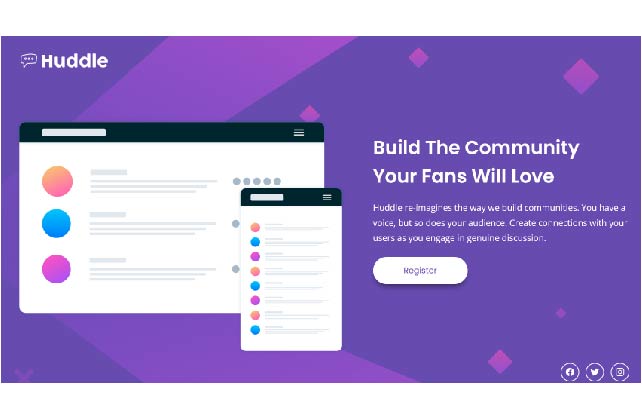 Huddle
Build The Community
Your Fans Will Love
Huddle re-Imagines the way we build communities. You have a
voice, but so does your audience. Create connections with your
users as you engage in genuine discussion.
Register